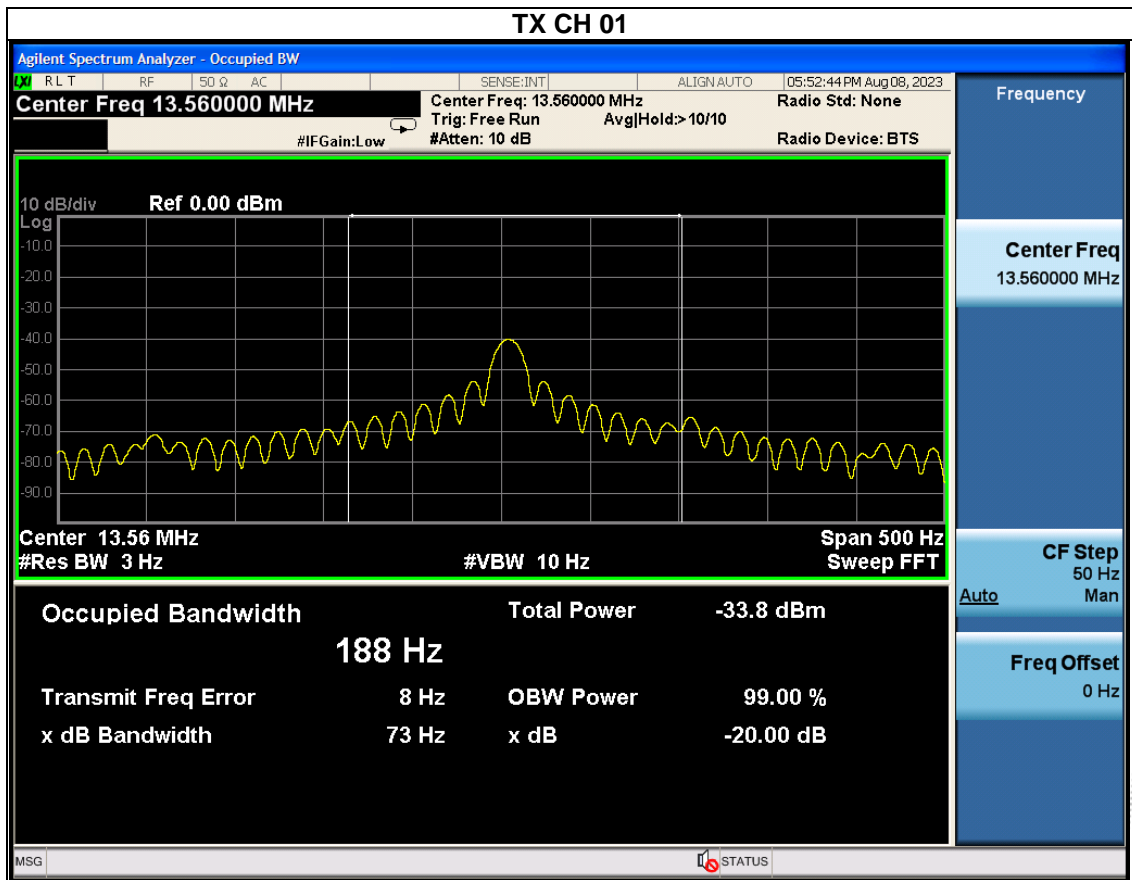 TX CH 01
Agilent Spectrum Analyzer - Occupied BW
LXI RLT RF 50 Ω AC SENSE:INT ALIGN AUTO 05:52:44 PM Aug 08, 2023
Center Freq 13.560000 MHz
#IFGain:Low
Center Freq: 13.560000 MHz
Trig: Free Run Avg|Hold:>10/10
#Atten: 10 dB
Radio Std: None
Radio Device: BTS
10 dB/div Ref 0.00 dBm
Log
-10.0
-20.0
-30.0
-40.0
-50.0
-60.0
-70.0
-80.0
-90.0
Center 13.56 MHz Span 500 Hz
#Res BW 3 Hz #VBW 10 Hz Sweep FFT
Occupied Bandwidth Total Power -33.8 dBm
188 Hz
Transmit Freq Error 8 Hz OBW Power 99.00 %
x dB Bandwidth 73 Hz x dB -20.00 dB
MSG STATUS
Frequency
Center Freq
13.560000 MHz
CF Step
50 Hz
Auto Man
Freq Offset
0 Hz